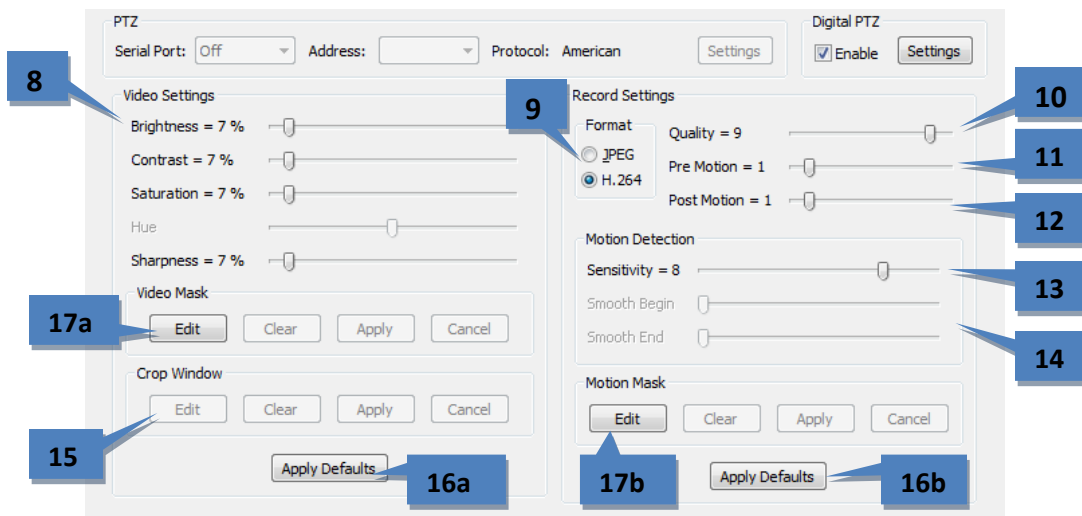 PTZ
Serial Port: Off Address: Protocol: American Settings
Digital PTZ
Enable Settings
8
Video Settings
Brightness = 7 %
Contrast = 7 %
Saturation = 7 %
Hue
Sharpness = 7 %
Video Mask
17a
Edit Clear Apply Cancel
Crop Window
Edit Clear Apply Cancel
15
Apply Defaults
16a
9
Record Settings
Format
JPEG
H.264
Quality = 9
10
Pre Motion = 1
11
Post Motion = 1
12
Motion Detection
Sensitivity = 8
13
Smooth Begin
Smooth End
14
Motion Mask
Edit Clear Apply Cancel
17b
Apply Defaults
16b